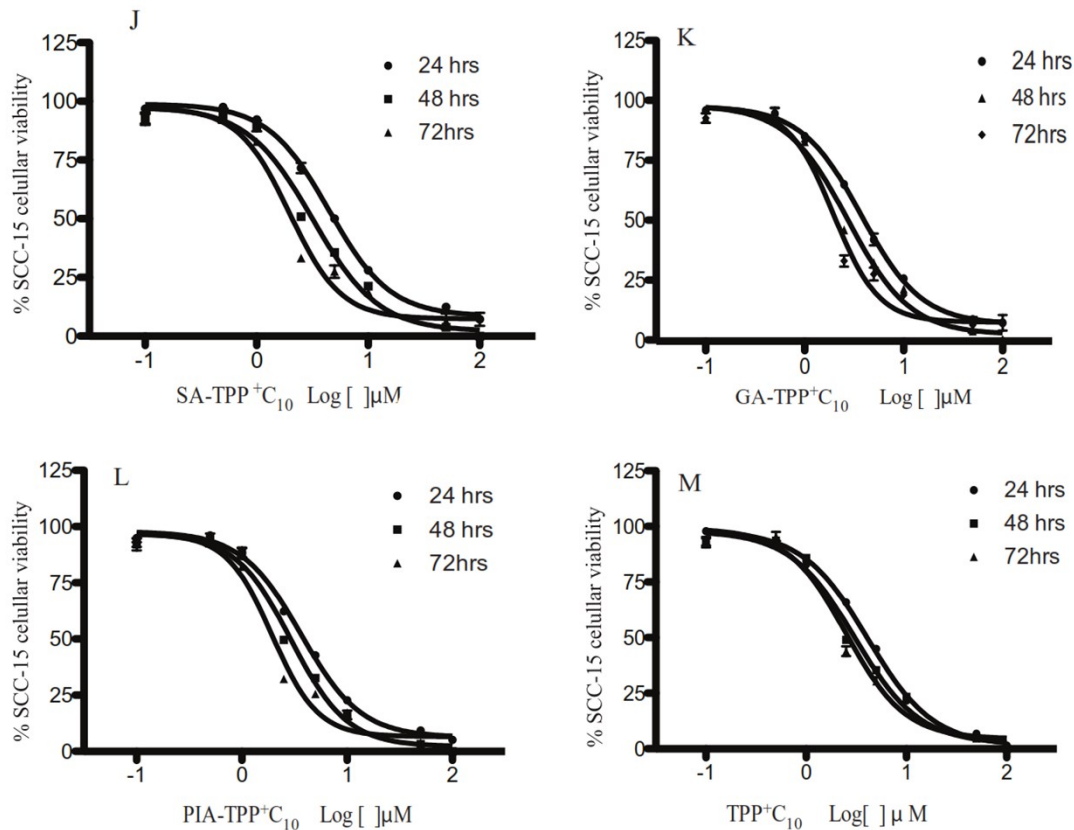 J
125
100
75
50
25
0
% SCC-15 celullar viability
24 hrs
48 hrs
72hrs
-1 0 1 2
SA-TPP⁺C₁₀ Log [ ]µM
K
125
100
75
50
25
0
% SCC-15 celullar viability
24 hrs
48 hrs
72hrs
-1 0 1 2
GA-TPP⁺C₁₀ Log [ ]µM
L
125
100
75
50
25
0
% SCC-15 celullar viability
24 hrs
48 hrs
72hrs
-1 0 1 2
PIA-TPP⁺C₁₀ Log [ ]µM
M
125
100
75
50
25
0
% SCC-15 celullar viability
24 hrs
48 hrs
72hrs
-1 0 1 2
TPP⁺C₁₀ Log[ ] µ M